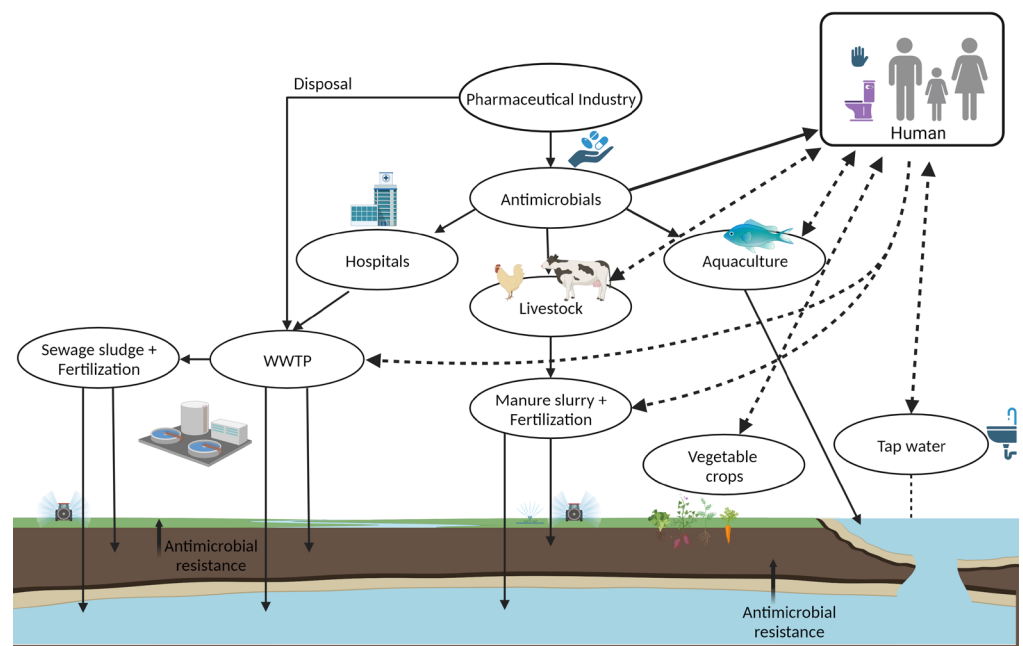 Disposal
Pharmaceutical Industry
Human
Antimicrobials
Hospitals
Aquaculture
Livestock
Sewage sludge +
Fertilization
WWTP
Manure slurry +
Fertilization
Vegetable
crops
Tap water
Antimicrobial
resistance
Antimicrobial
resistance